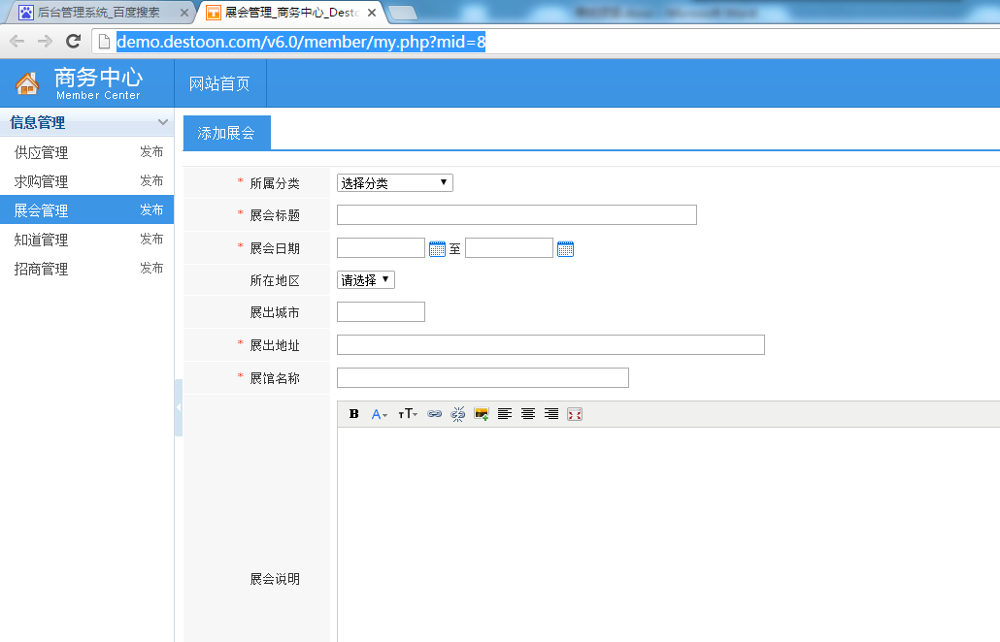 后台管理系统_百度搜索
展会管理_商务中心_Desto
demo.destoon.com/v6.0/member/my.php?mid=8
商务中心
Member Center
网站首页
信息管理
供应管理 发布
求购管理 发布
展会管理 发布
知道管理 发布
招商管理 发布
添加展会
* 所属分类 选择分类
* 展会标题
* 展会日期 至
所在地区 请选择
展出城市
* 展出地址
* 展馆名称
B A TT
展会说明